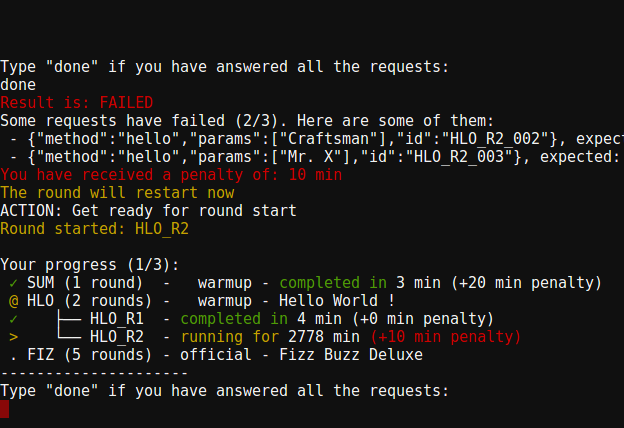 Type "done" if you have answered all the requests:
done
Result is: FAILED
Some requests have failed (2/3). Here are some of them:
 - {"method":"hello","params":["Craftsman"],"id":"HLO_R2_002"}, expect
 - {"method":"hello","params":["Mr. X"],"id":"HLO_R2_003"}, expected:
You have received a penalty of: 10 min
The round will restart now
ACTION: Get ready for round start
Round started: HLO_R2
Your progress (1/3):
 ✓ SUM (1 round)  -   warmup - completed in 3 min (+20 min penalty)
 @ HLO (2 rounds) -   warmup - Hello World !
 ✓    ├── HLO_R1  - completed in 4 min (+0 min penalty)
 >    └── HLO_R2  - running for 2778 min (+10 min penalty)
 . FIZ (5 rounds) - official - Fizz Buzz Deluxe
---------------------
Type "done" if you have answered all the requests: